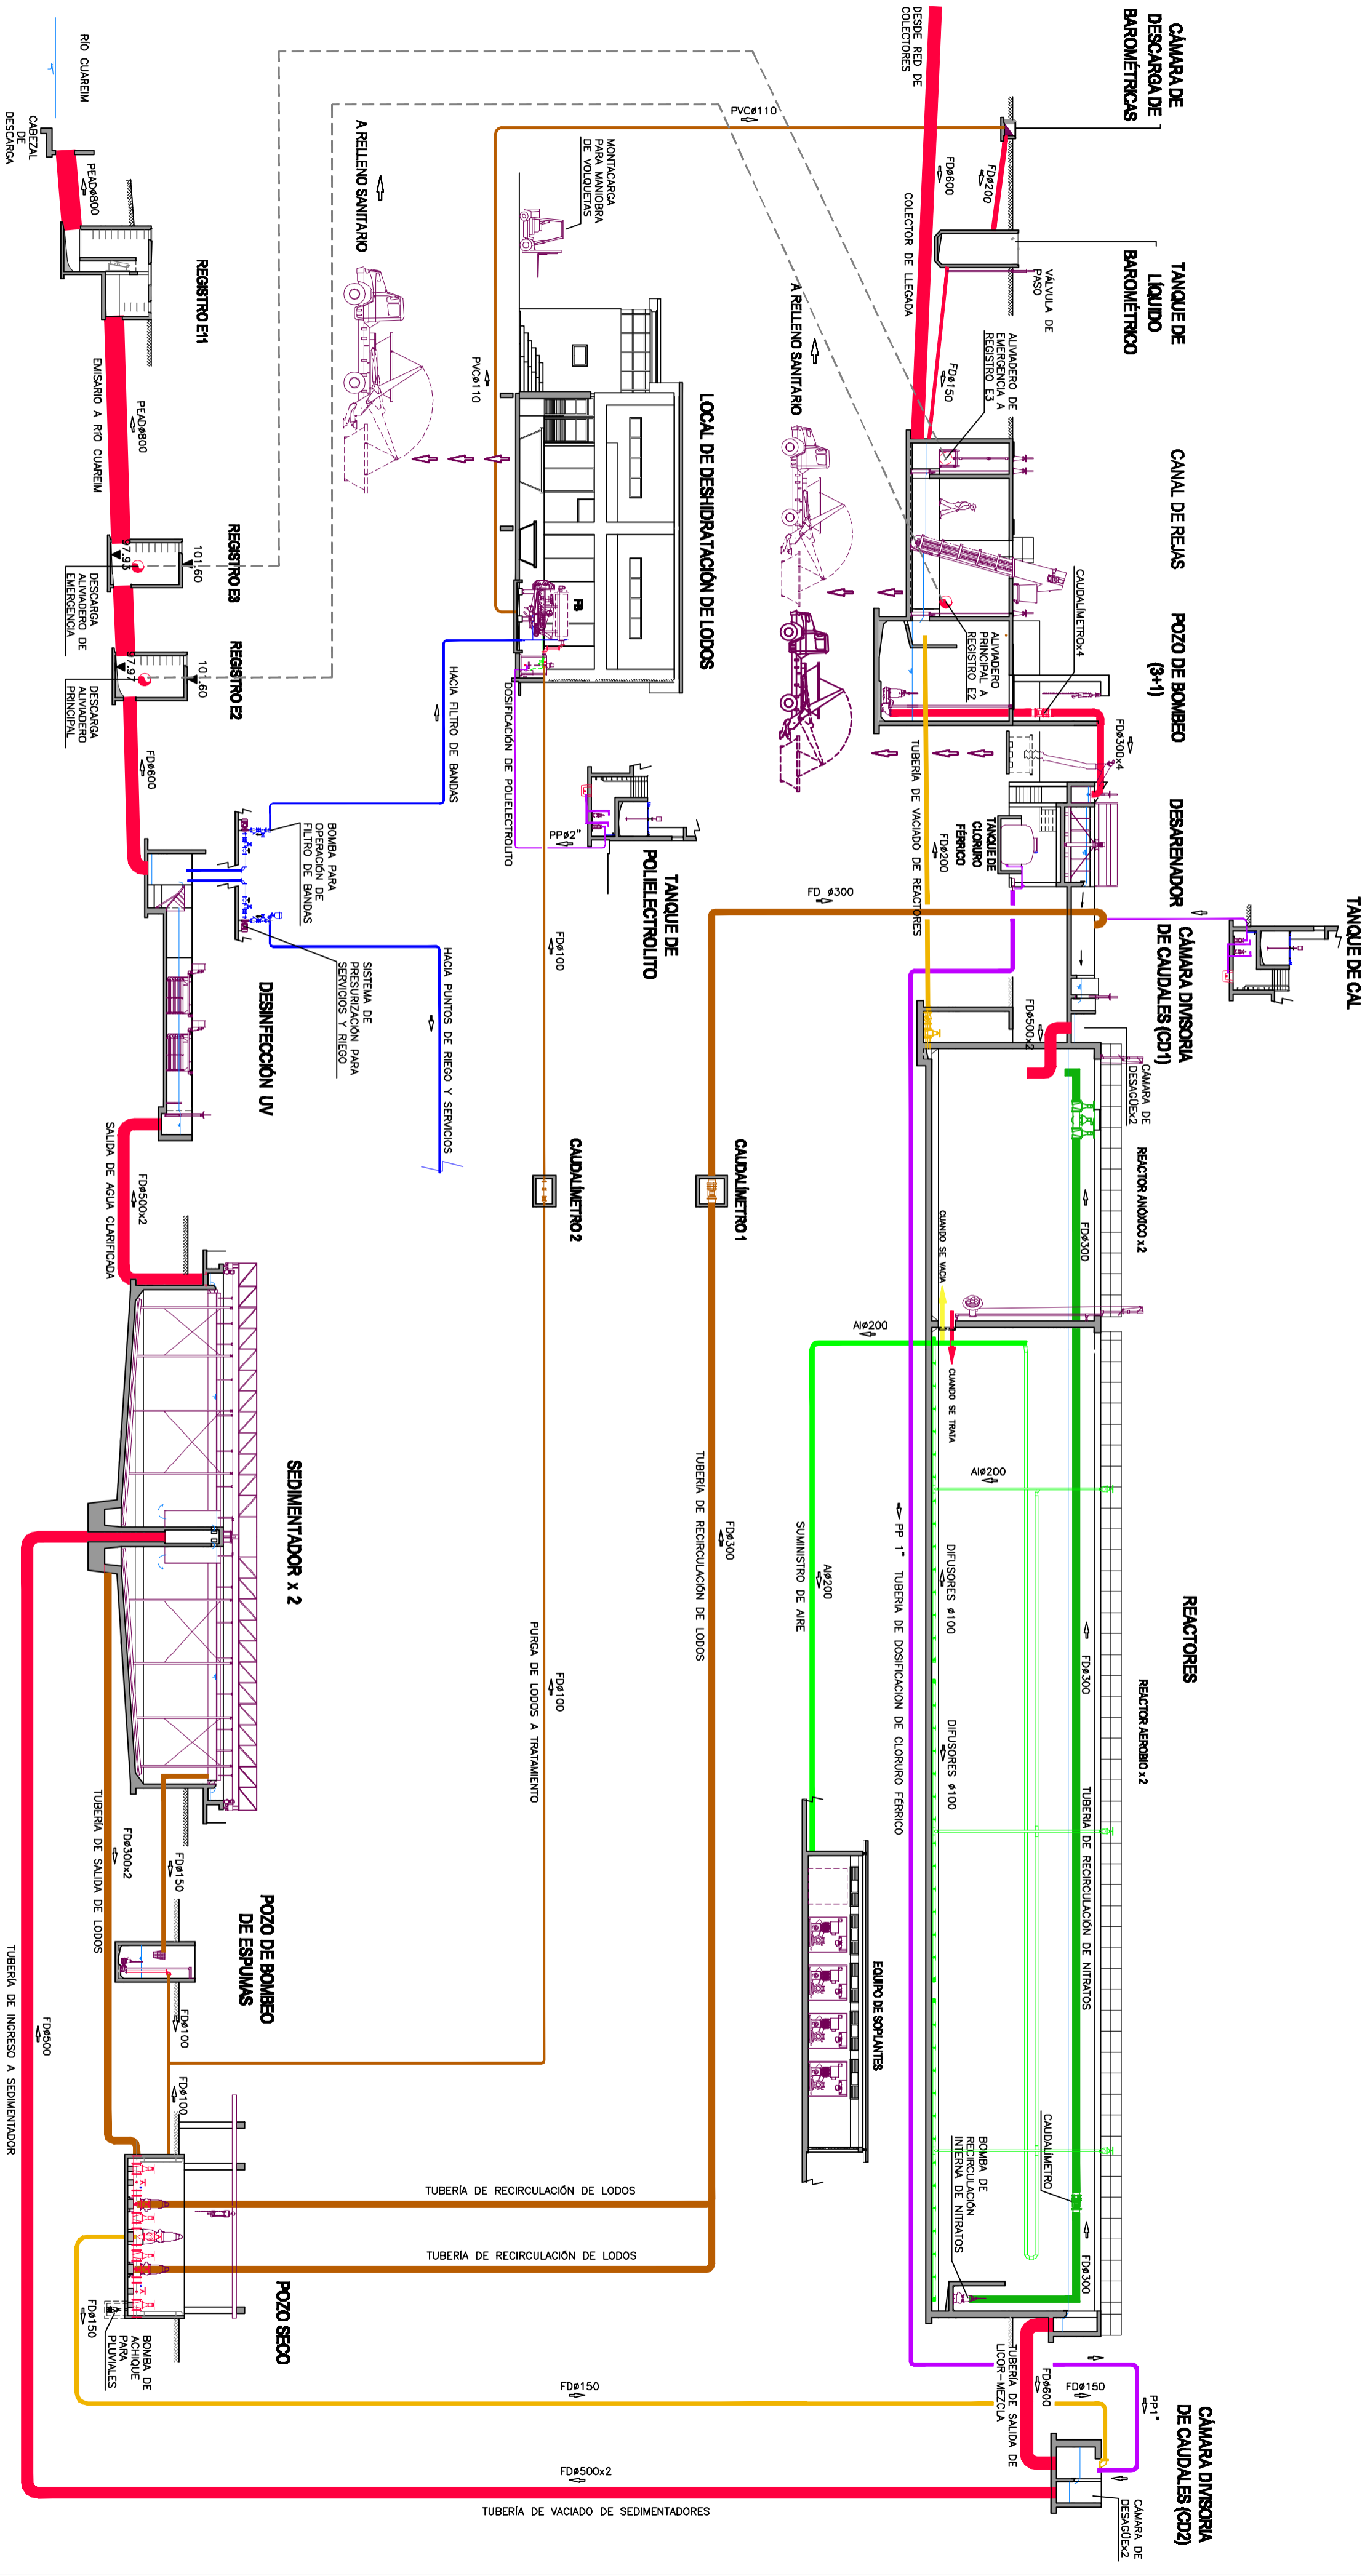 CÁMARA DE
DESCARGA DE
BAROMÉTRICAS
TANQUE DE
LÍQUIDO
BAROMÉTRICO
CANAL DE REJAS
POZO DE BOMBEO
(3+1)
DESARENADOR
CÁMARA DIVISORIA
DE CAUDALES (CD1)
TANQUE DE CAL
REACTORES
REACTOR ANÓXICO x 2
REACTOR AEROBIO x 2
CÁMARA DIVISORIA
DE CAUDALES (CD2)
DESDE RED DE
COLECTORES
FDø600
FDø200
COLECTOR DE LLEGADA
VÁLVULA DE
PASO
FDø150
ALIVIADERO DE
EMERGENCIA A
REGISTRO E3
CAUDALÍMETROx4
ALIVIADERO
PRINCIPAL A
REGISTRO E2
FDø300x4
TUBERÍA DE VACIADO DE REACTORES
FDø200
TANQUE DE
CLORURO
FÉRRICO
FD ø300
FDø500x2
CÁMARA DE
DESAGÜEx2
FDø300
CUANDO SE VACIA
CUANDO SE TRATA
AIø200
AIø200
DIFUSORES ø100
DIFUSORES ø100
FDø300
TUBERIA DE RECIRCULACIÓN DE NITRATOS
CAUDALÍMETRO
BOMBA DE
RECIRCULACIÓN
INTERNA DE NITRATOS
FDø300
TUBERÍA DE SALIDA DE
LICOR-MEZCLA
FDø600
FDø150
PP1"
CÁMARA DE
DESAGÜEx2
PP 1" TUBERIA DE DOSIFICACION DE CLORURO FÉRRICO
SUMINISTRO DE AIRE
AIø200
EQUIPO DE SOPLANTES
PVCø110
MONTACARGA
PARA MANIOBRA
DE VOLQUETAS
A RELLENO SANITARIO
A RELLENO SANITARIO
PVCø110
LOCAL DE DESHIDRATACIÓN DE LODOS
FB
DOSIFICACIÓN DE POLIELECTROLITO
HACIA FILTRO DE BANDAS
PPø2"
TANQUE DE
POLIELECTROLITO
FDø100
CAUDALÍMETRO 2
CAUDALÍMETRO 1
TUBERÍA DE RECIRCULACIÓN DE LODOS
FDø300
PURGA DE LODOS A TRATAMIENTO
FDø100
TUBERÍA DE RECIRCULACIÓN DE LODOS
TUBERÍA DE RECIRCULACIÓN DE LODOS
FDø150
FDø500x2
TUBERÍA DE VACIADO DE SEDIMENTADORES
RÍO CUAREIM
CABEZAL
DE
DESCARGA
PEADø800
REGISTRO E11
EMISARIO A RIO CUAREIM
PEADø800
REGISTRO E3
101.60
97.93
DESCARGA
ALIVIADERO DE
EMERGENCIA
REGISTRO E2
101.60
97.97
DESCARGA
ALIVIADERO
PRINCIPAL
FDø600
BOMBA PARA
OPERACIÓN DE
FILTRO DE BANDAS
SISTEMA DE
PRESURIZACIÓN PARA
SERVICIOS Y RIEGO
HACIA PUNTOS DE RIEGO Y SERVICIOS
DESINFECCIÓN UV
SALIDA DE AGUA CLARIFICADA
FDø500x2
SEDIMENTADOR x 2
TUBERÍA DE SALIDA DE LODOS
FDø300x2
FDø150
POZO DE BOMBEO
DE ESPUMAS
FDø100
FDø100
POZO SECO
BOMBA DE
ACHIQUE
PARA
PLUVIALES
FDø150
FDø500
TUBERÍA DE INGRESO A SEDIMENTADOR